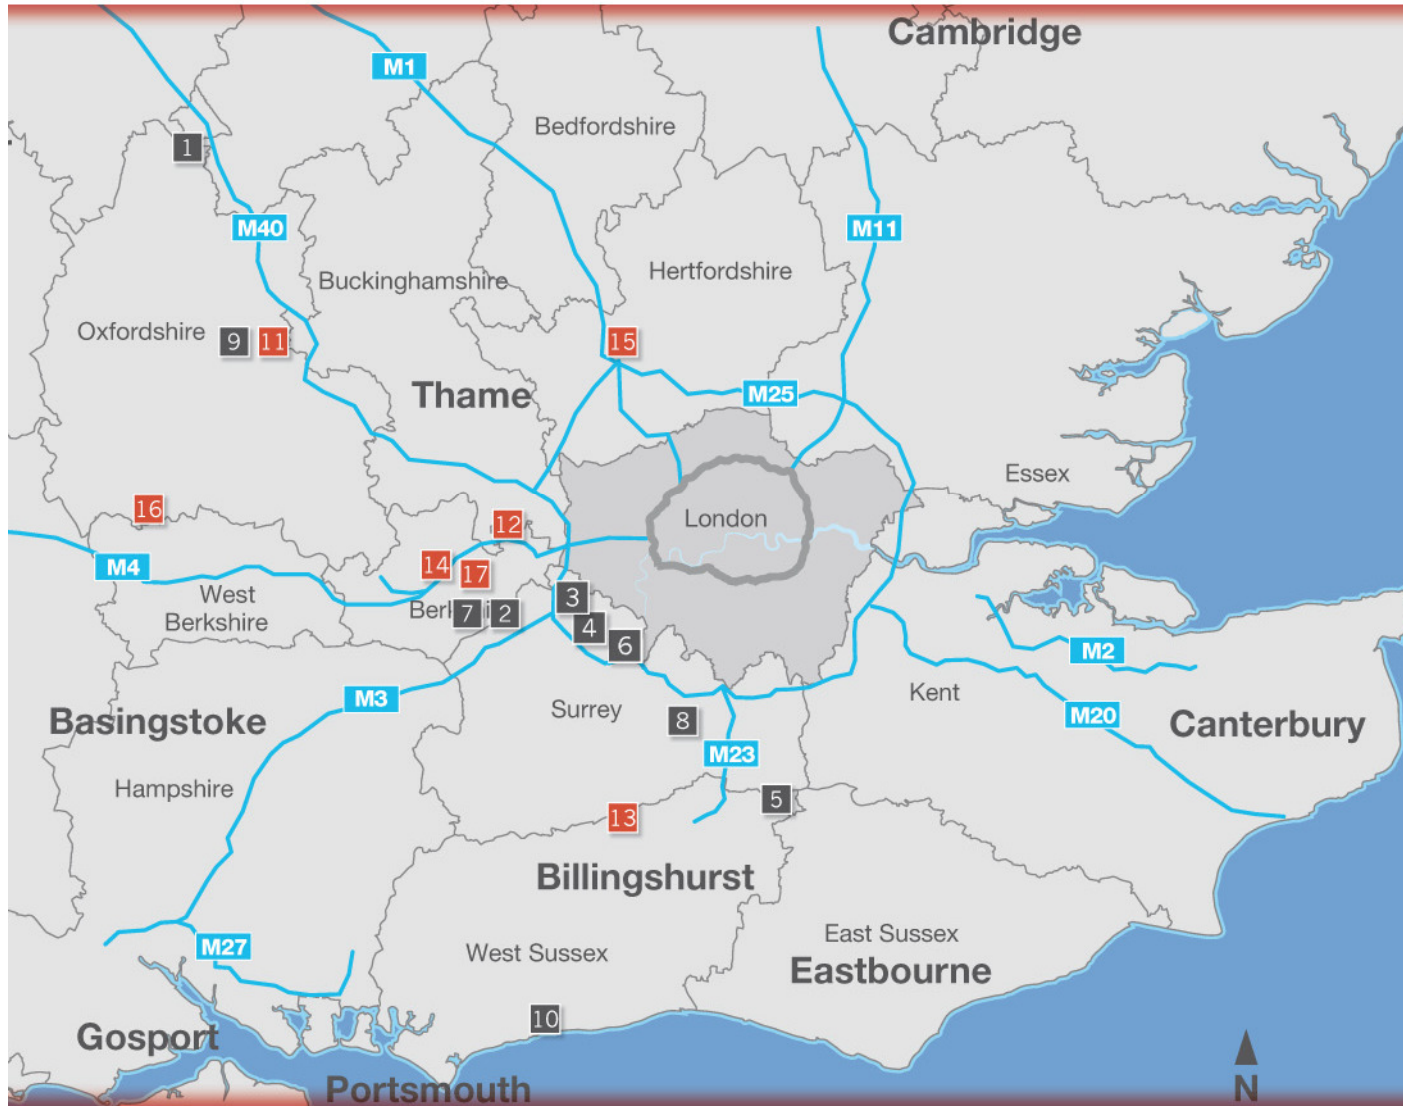 Cambridge
M1
Bedfordshire
1
M40
M11
Hertfordshire
Buckinghamshire
Oxfordshire
9
11
15
Thame
M25
Essex
16
12
London
M4
14
17
West
Berkshire
Berkshi
7
2
3
4
6
M2
M3
Surrey
Kent
Basingstoke
8
M20
Canterbury
M23
Hampshire
5
13
Billingshurst
M27
West Sussex
East Sussex
Eastbourne
10
Gosport
Portsmouth
N